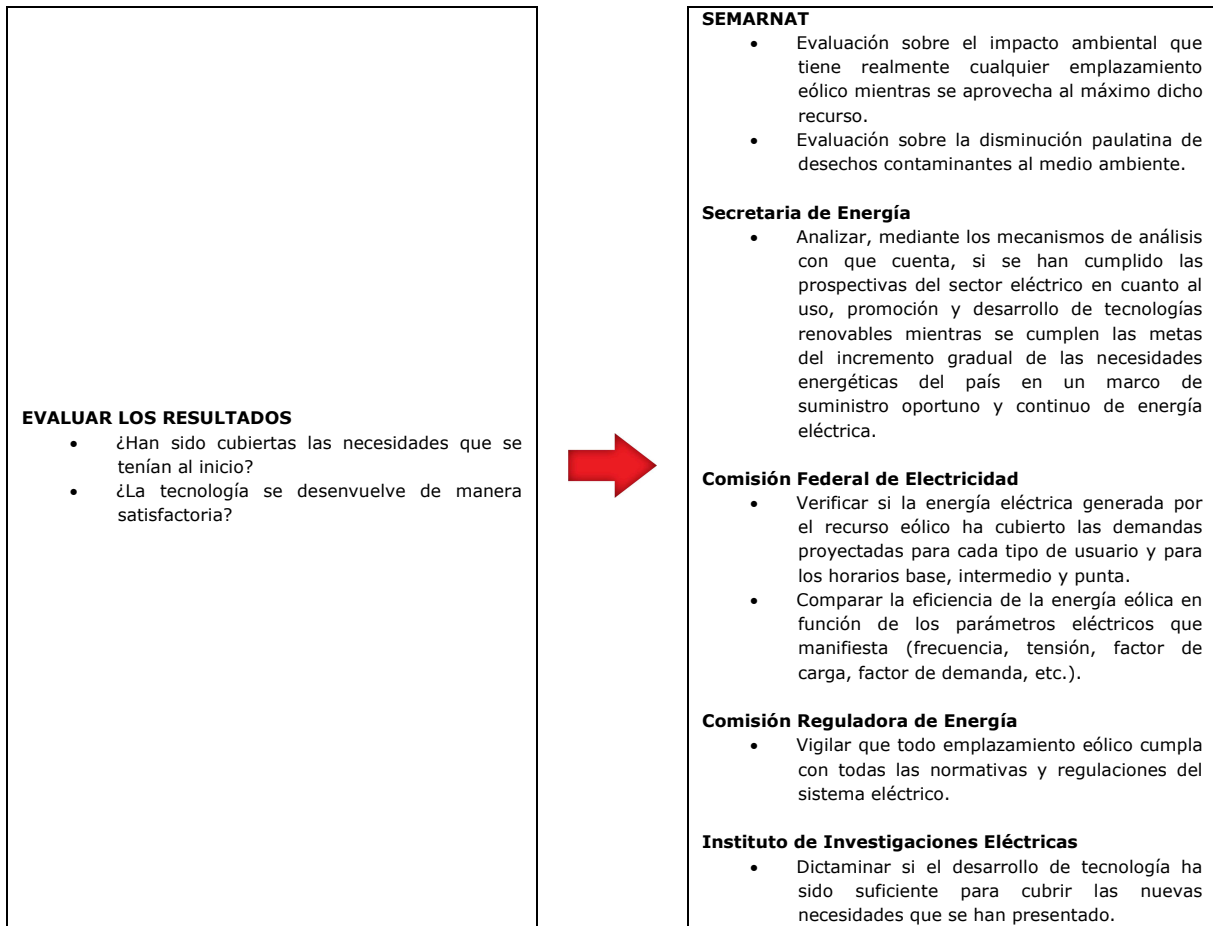 EVALUAR LOS RESULTADOS
• ¿Han sido cubiertas las necesidades que se
tenían al inicio?
• ¿La tecnología se desenvuelve de manera
satisfactoria?
SEMARNAT
• Evaluación sobre el impacto ambiental que
tiene realmente cualquier emplazamiento
eólico mientras se aprovecha al máximo dicho
recurso.
• Evaluación sobre la disminución paulatina de
desechos contaminantes al medio ambiente.
Secretaria de Energía
• Analizar, mediante los mecanismos de análisis
con que cuenta, si se han cumplido las
prospectivas del sector eléctrico en cuanto al
uso, promoción y desarrollo de tecnologías
renovables mientras se cumplen las metas
del incremento gradual de las necesidades
energéticas del país en un marco de
suministro oportuno y continuo de energía
eléctrica.
Comisión Federal de Electricidad
• Verificar si la energía eléctrica generada por
el recurso eólico ha cubierto las demandas
proyectadas para cada tipo de usuario y para
los horarios base, intermedio y punta.
• Comparar la eficiencia de la energía eólica en
función de los parámetros eléctricos que
manifiesta (frecuencia, tensión, factor de
carga, factor de demanda, etc.).
Comisión Reguladora de Energía
• Vigilar que todo emplazamiento eólico cumpla
con todas las normativas y regulaciones del
sistema eléctrico.
Instituto de Investigaciones Eléctricas
• Dictaminar si el desarrollo de tecnología ha
sido suficiente para cubrir las nuevas
necesidades que se han presentado.